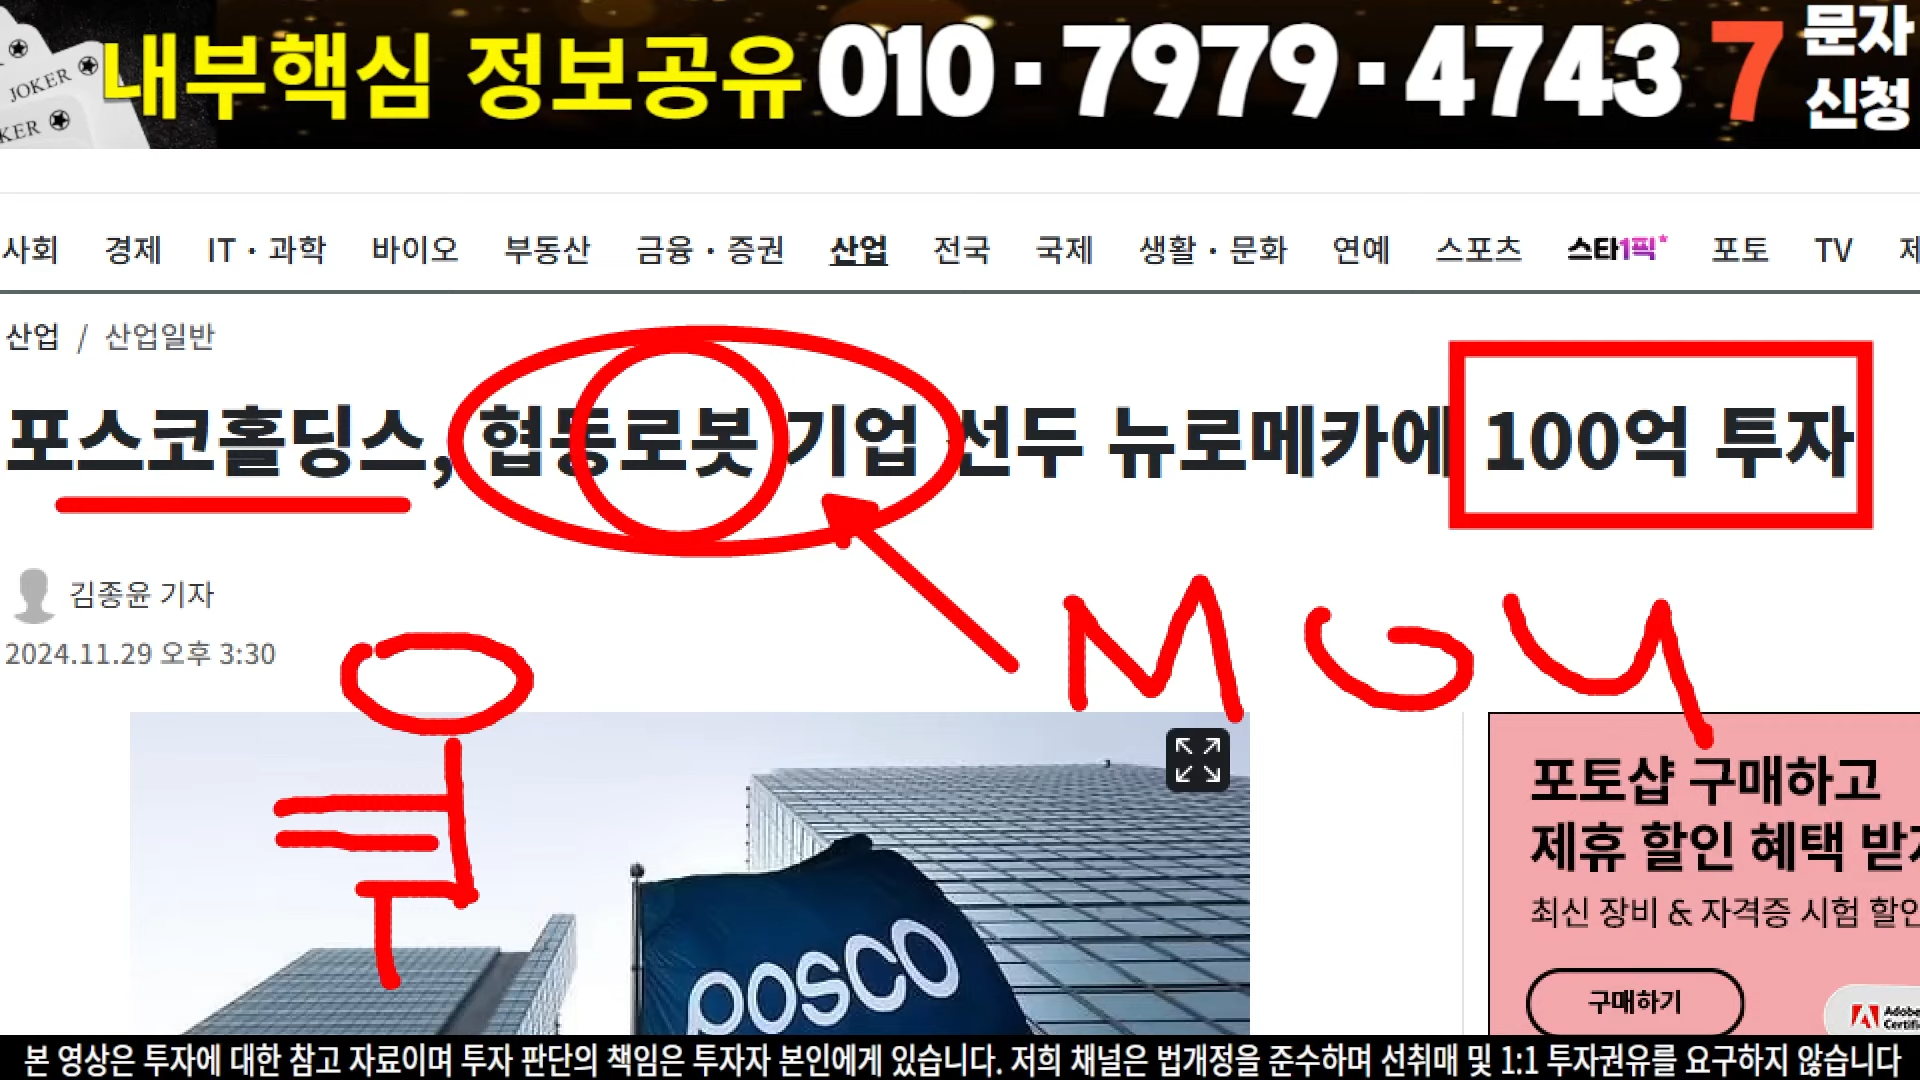 JOKER
KER
내부핵심 정보공유 010·7979·4743 7 문자
신청
사회 경제 IT·과학 바이오 부동산 금융·증권 산업 전국 국제 생활·문화 연예 스포츠 스타1픽* 포토 TV 제
산업 / 산업일반
포스코홀딩스, 협동로봇 기업 선두 뉴로메카에 100억 투자
김종윤 기자
2024.11.29 오후 3:30
posco
포토샵 구매하고
제휴 할인 혜택 받기
최신 장비 & 자격증 시험 할인
구매하기
Adobe
Certifi
본 영상은 투자에 대한 참고 자료이며 투자 판단의 책임은 투자자 본인에게 있습니다. 저희 채널은 법개정을 준수하며 선취매 및 1:1 투자권유를 요구하지 않습니다